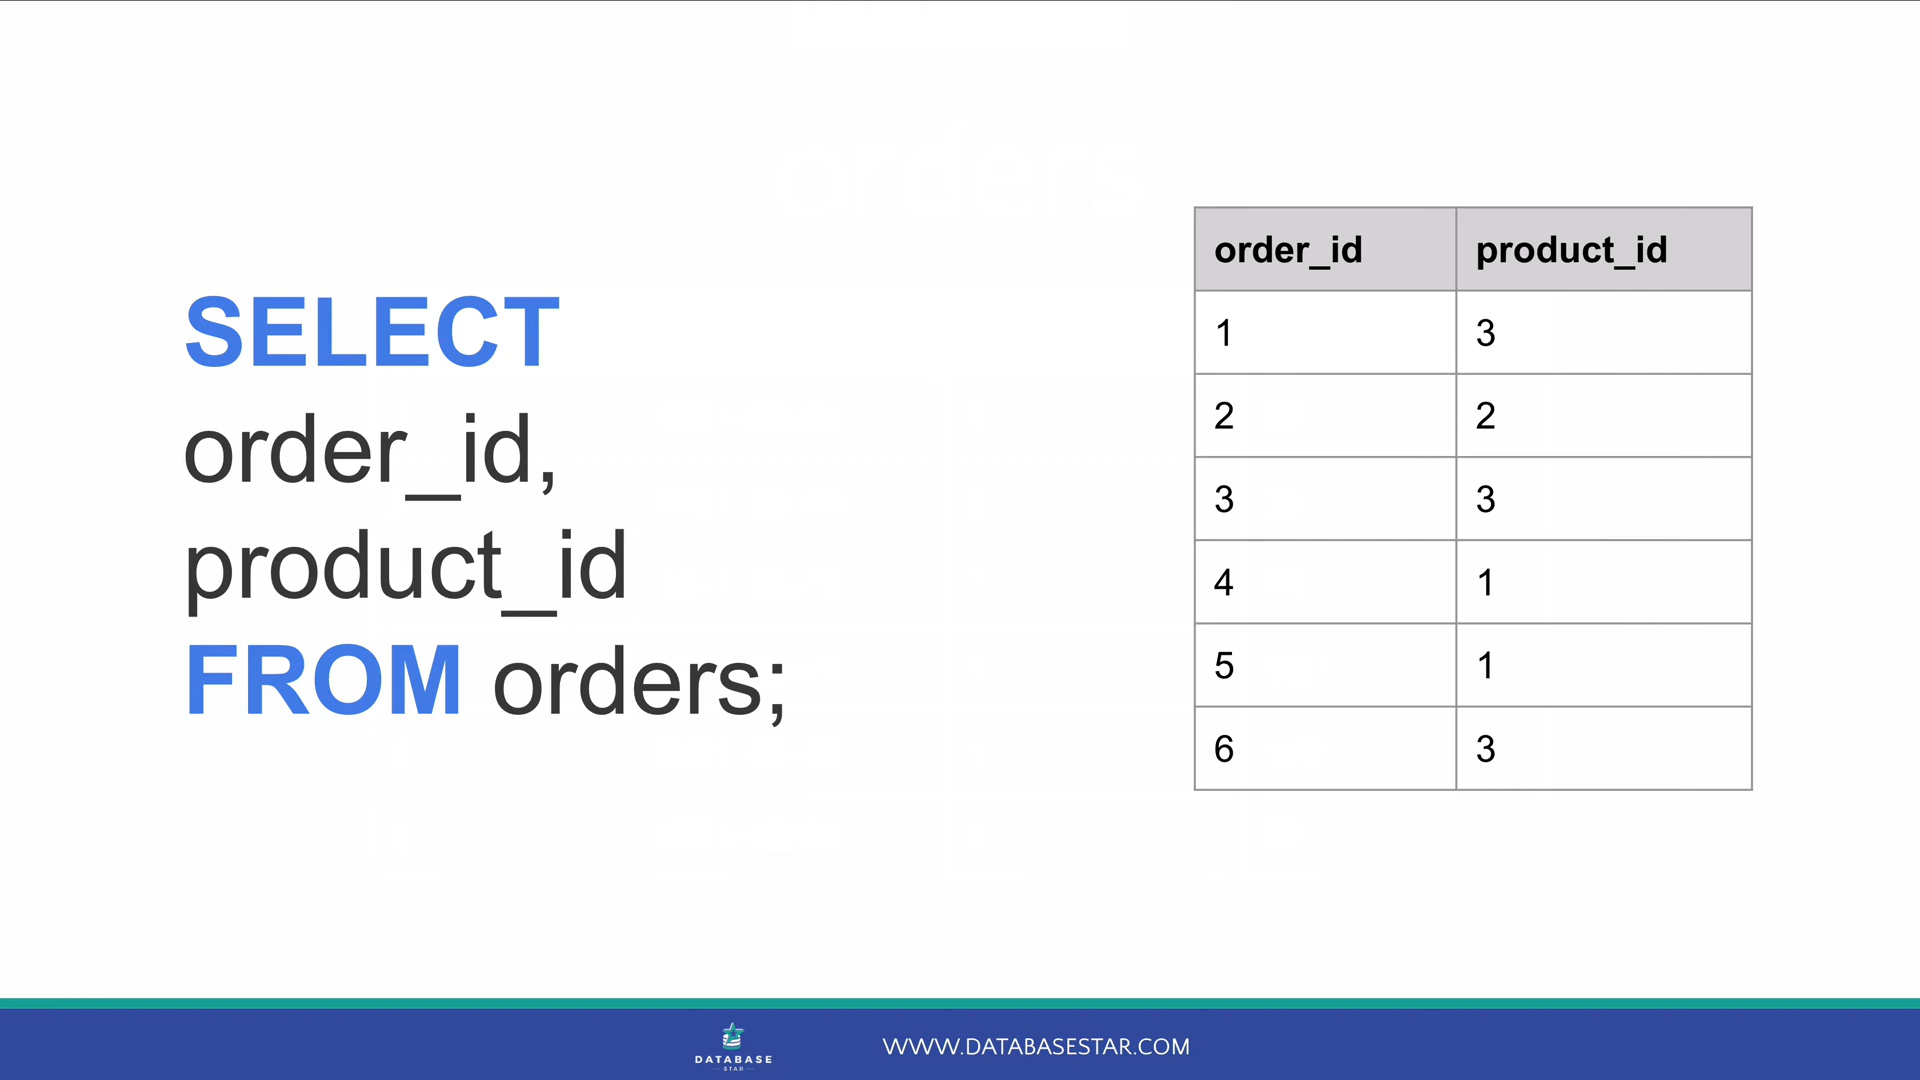 SELECT
order_id,
product_id
FROM orders;
order_id product_id
1 3
2 2
3 3
4 1
5 1
6 3
DATABASE
STAR
WWW.DATABASESTAR.COM